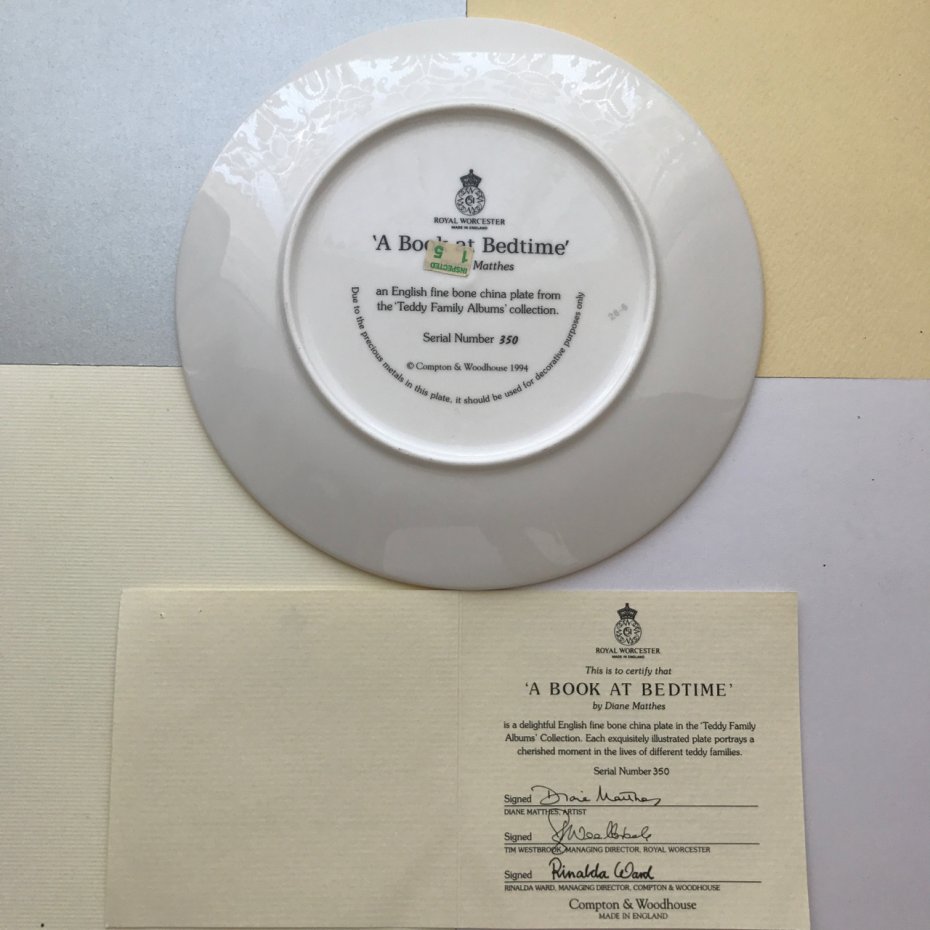 ROYAL WORCESTER
MADE IN ENGLAND
'A Book at Bedtime'
Matthes
INSPECTED
15
an English fine bone china plate from
the 'Teddy Family Albums' collection.
Serial Number 350
© Compton & Woodhouse 1994
Due to the precious metals in this plate, it should be used for decorative purposes only
ROYAL WORCESTER
MADE IN ENGLAND
This is to certify that
'A BOOK AT BEDTIME'
by Diane Matthes
is a delightful English fine bone china plate in the 'Teddy Family
Albums' Collection. Each exquisitely illustrated plate portrays a
cherished moment in the lives of different teddy families.
Serial Number 350
Signed Diane Matthes
DIANE MATTHES, ARTIST
Signed
TIM WESTBROOK, MANAGING DIRECTOR, ROYAL WORCESTER
Signed Rinalda Ward
RINALDA WARD, MANAGING DIRECTOR, COMPTON & WOODHOUSE
Compton & Woodhouse
MADE IN ENGLAND